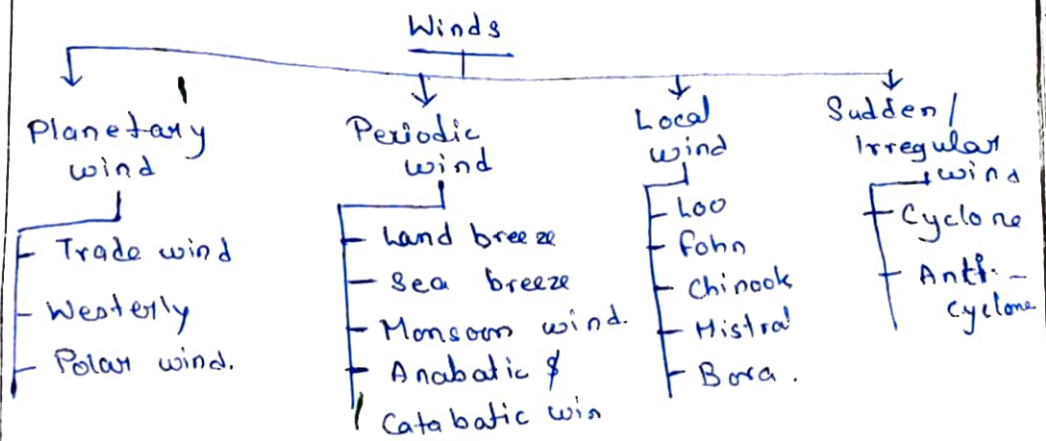 Winds
Planetary
wind
Trade wind
Westerly
Polar wind.
Periodic
wind
Land breeze
Sea breeze
Monsoon wind.
Anabatic &
Catabatic win
Local
wind
Loo
fohn
Chinook
Mistral
Bora.
Sudden/
Irregular
wind
Cyclone
Anti-
cyclone